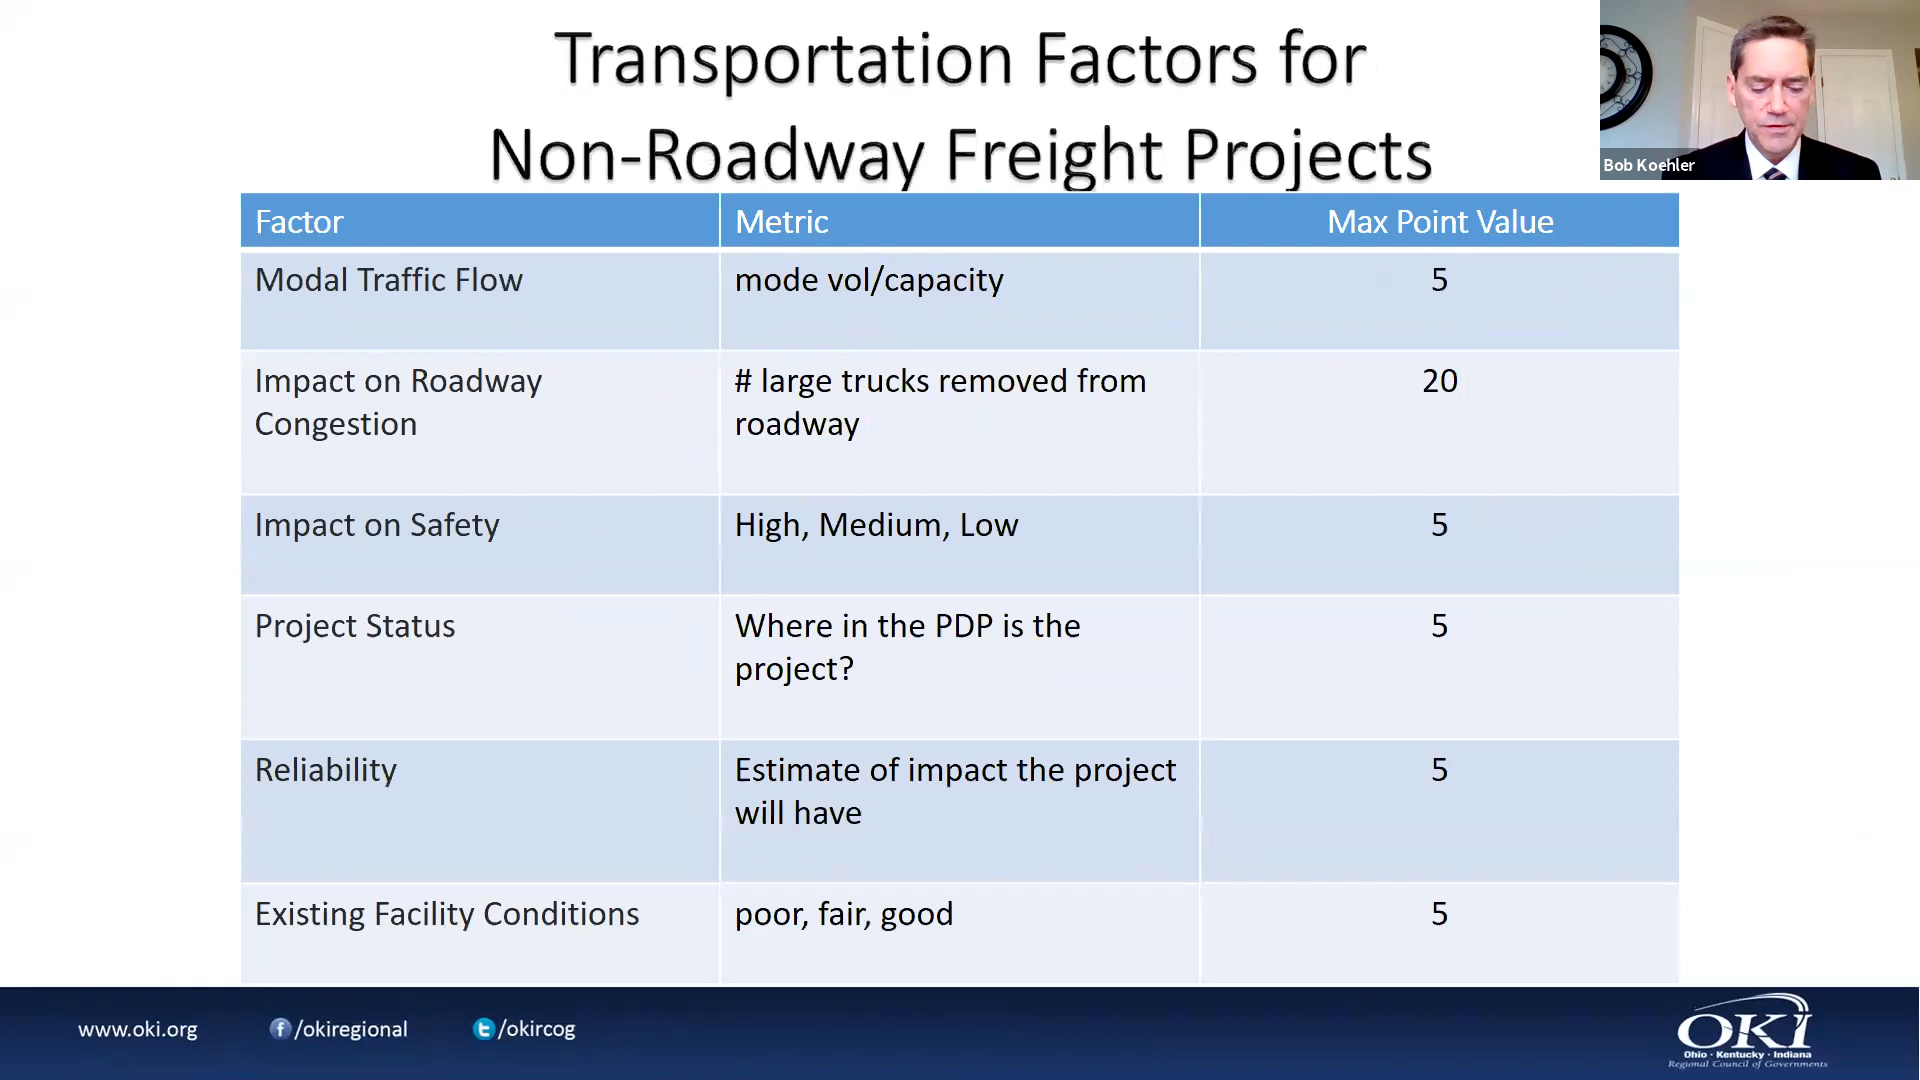 Transportation Factors for
Non-Roadway Freight Projects
Bob Koehler
Factor Metric Max Point Value
Modal Traffic Flow mode vol/capacity 5
Impact on Roadway # large trucks removed from 20
Congestion roadway
Impact on Safety High, Medium, Low 5
Project Status Where in the PDP is the 5
project?
Reliability Estimate of impact the project 5
will have
Existing Facility Conditions poor, fair, good 5
www.oki.org f /okiregional t /okircog
OKI
Ohio · Kentucky · Indiana
Regional Council of Governments